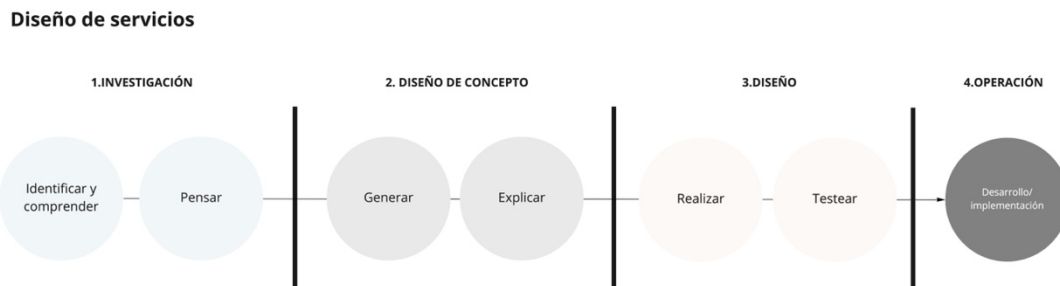 Diseño de servicios
1.INVESTIGACIÓN
2. DISEÑO DE CONCEPTO
3.DISEÑO
4.OPERACIÓN
Identificar y
comprender
Pensar
Generar
Explicar
Realizar
Testear
Desarrollo/
implementación